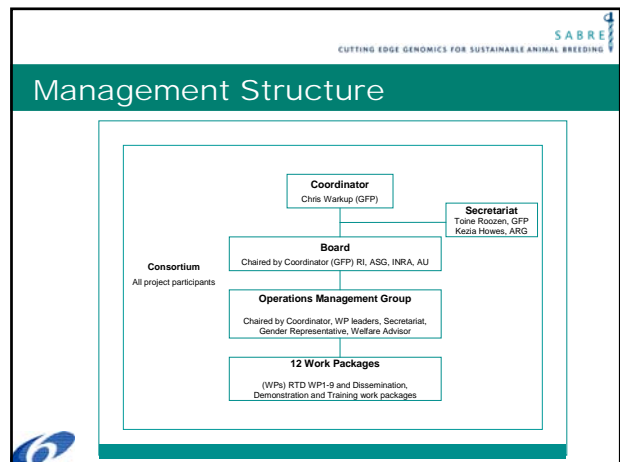 SABRE
CUTTING EDGE GENOMICS FOR SUSTAINABLE ANIMAL BREEDING
Management Structure
Coordinator
Chris Warkup (GFP)
Secretariat
Toine Roozen, GFP
Kezia Howes, ARG
Board
Chaired by Coordinator (GFP) RI, ASG, INRA, AU
Consortium
All project participants
Operations Management Group
Chaired by Coordinator, WP leaders, Secretariat,
Gender Representative, Welfare Advisor
12 Work Packages
(WPs) RTD WP1-9 and Dissemination,
Demonstration and Training work packages
6